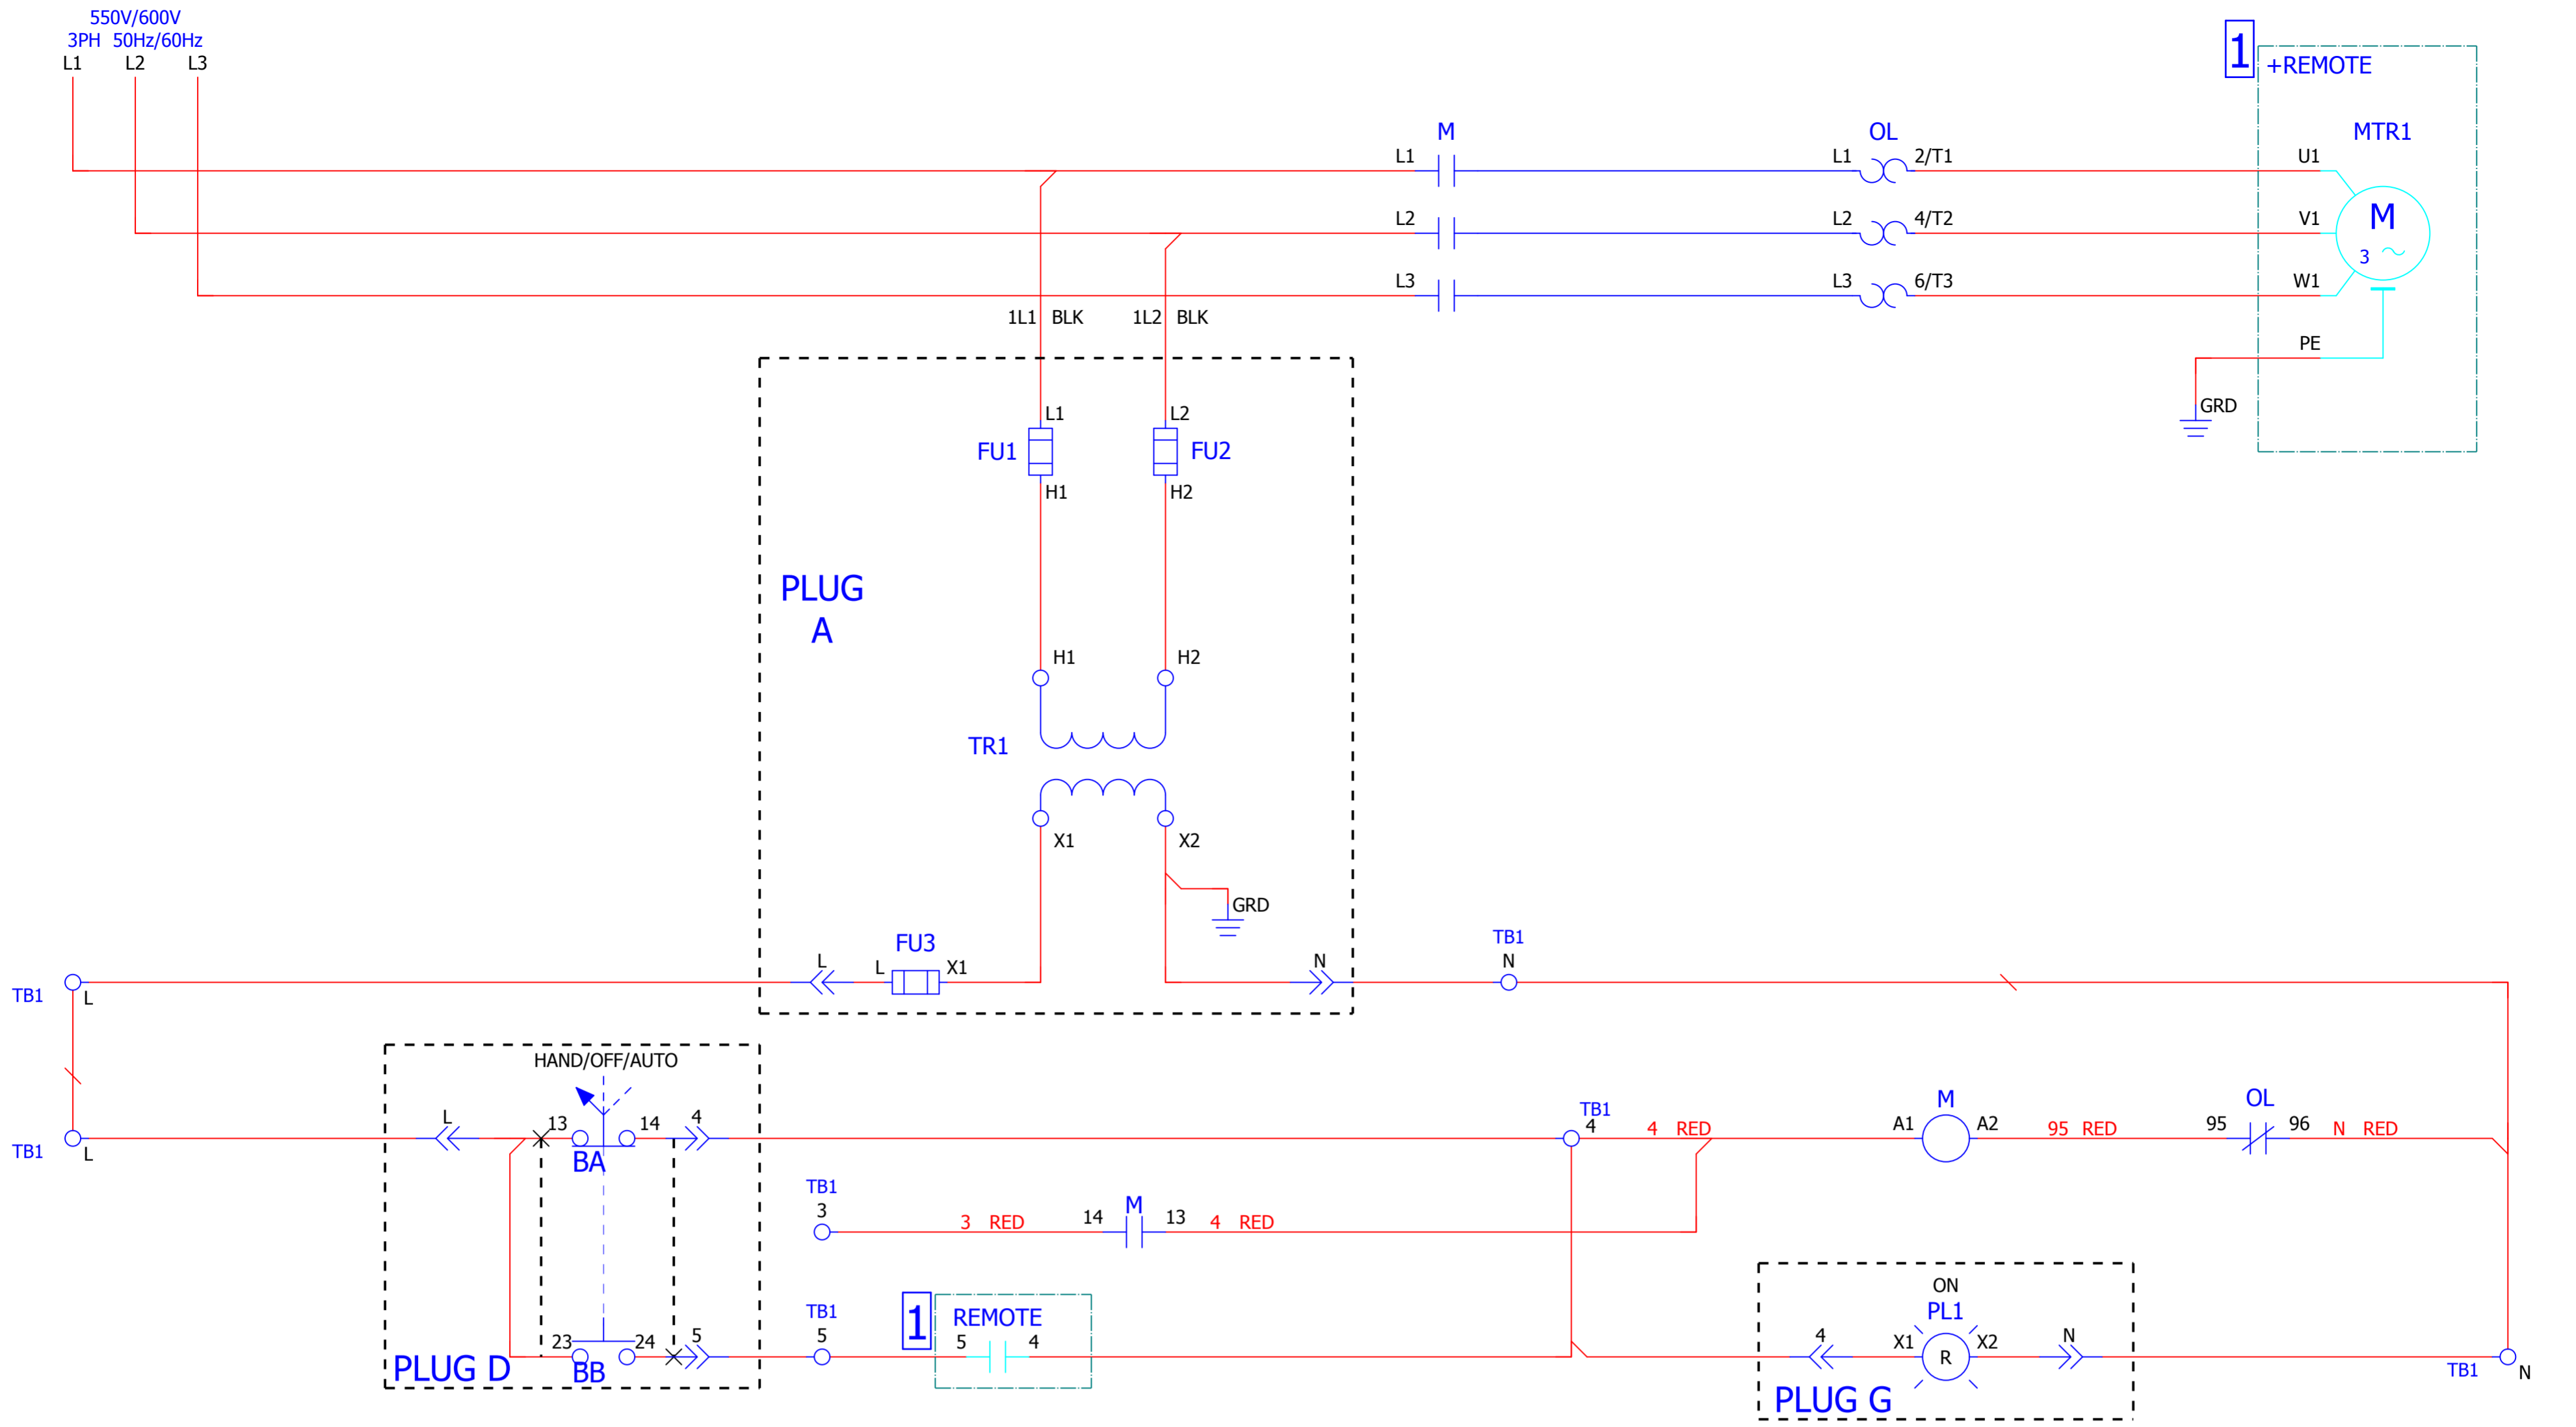 550V/600V
3PH 50Hz/60Hz
L1 L2 L3
1
+REMOTE
MTR1
M
OL
L1
L1
2/T1
U1
L2
L2
4/T2
V1
M
3
L3
L3
6/T3
W1
1L1 BLK
1L2 BLK
PE
GRD
L1
L2
FU1
FU2
H1
H2
PLUG
A
H1
H2
TR1
X1
X2
GRD
FU3
L
L
X1
N
TB1
N
TB1
L
HAND/OFF/AUTO
L
13
14
4
BA
TB1
L
TB1
4
4 RED
A1
M
A2
95 RED
95
OL
96
N RED
TB1
3
3 RED
14
M
13
4 RED
23
24
5
BB
PLUG D
TB1
5
1
REMOTE
5
4
ON
PL1
4
X1
R
X2
N
PLUG G
TB1
N